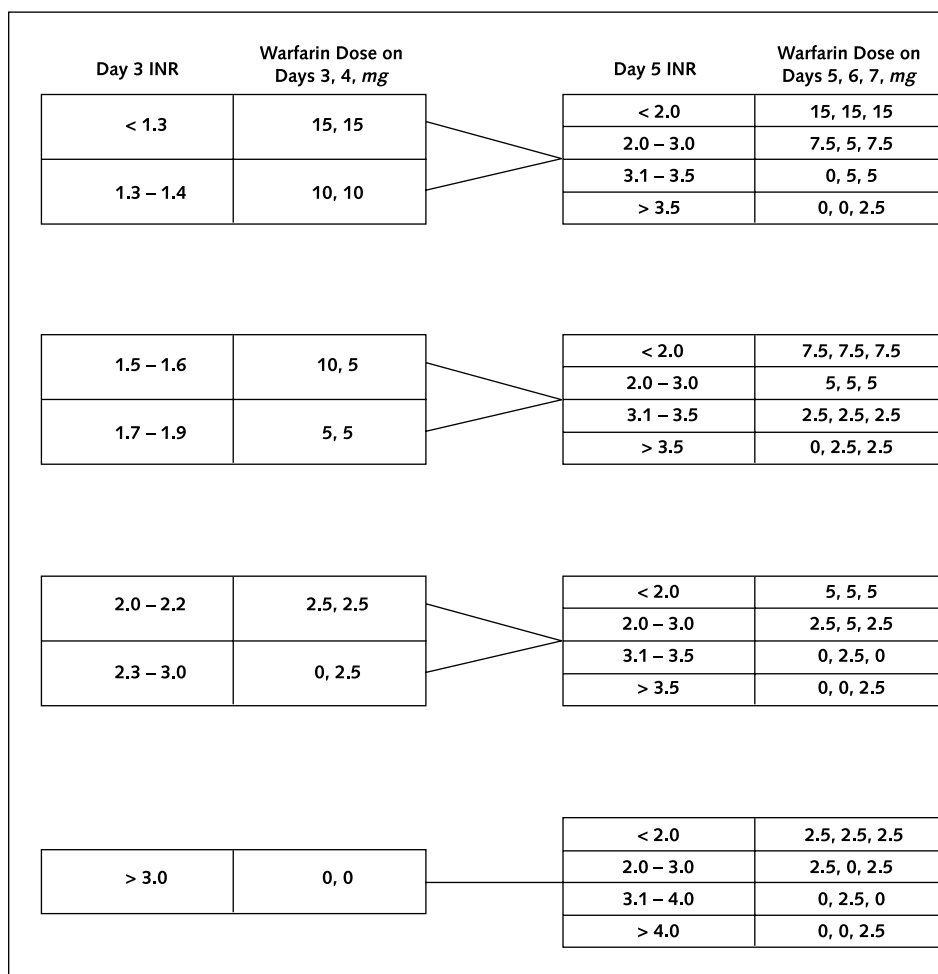 Day 3 INR
Warfarin Dose on
Days 3, 4, mg
Day 5 INR
Warfarin Dose on
Days 5, 6, 7, mg
< 1.3
15, 15
1.3 – 1.4
10, 10
< 2.0
15, 15, 15
2.0 – 3.0
7.5, 5, 7.5
3.1 – 3.5
0, 5, 5
> 3.5
0, 0, 2.5
1.5 – 1.6
10, 5
1.7 – 1.9
5, 5
< 2.0
7.5, 7.5, 7.5
2.0 – 3.0
5, 5, 5
3.1 – 3.5
2.5, 2.5, 2.5
> 3.5
0, 2.5, 2.5
2.0 – 2.2
2.5, 2.5
2.3 – 3.0
0, 2.5
< 2.0
5, 5, 5
2.0 – 3.0
2.5, 5, 2.5
3.1 – 3.5
0, 2.5, 0
> 3.5
0, 0, 2.5
> 3.0
0, 0
< 2.0
2.5, 2.5, 2.5
2.0 – 3.0
2.5, 0, 2.5
3.1 – 4.0
0, 2.5, 0
> 4.0
0, 0, 2.5